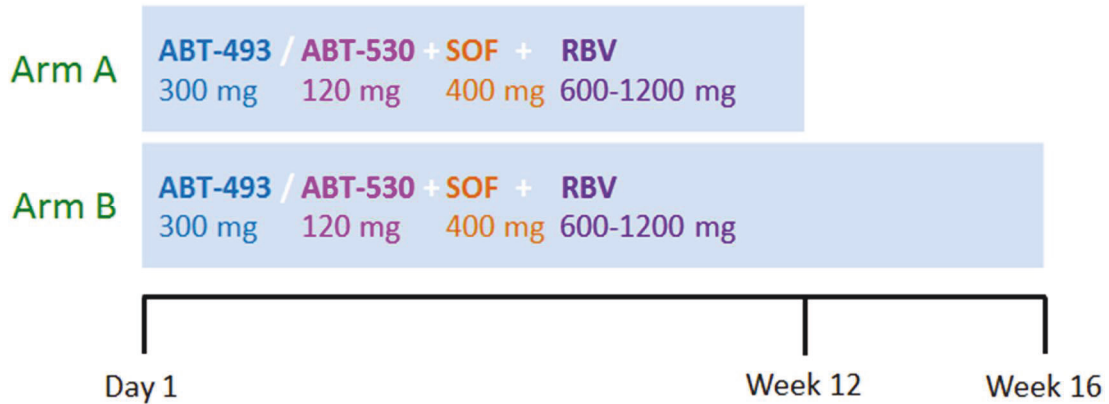 Arm A
ABT-493 / ABT-530 + SOF + RBV
300 mg 120 mg 400 mg 600-1200 mg
Arm B
ABT-493 / ABT-530 + SOF + RBV
300 mg 120 mg 400 mg 600-1200 mg
Day 1 Week 12 Week 16